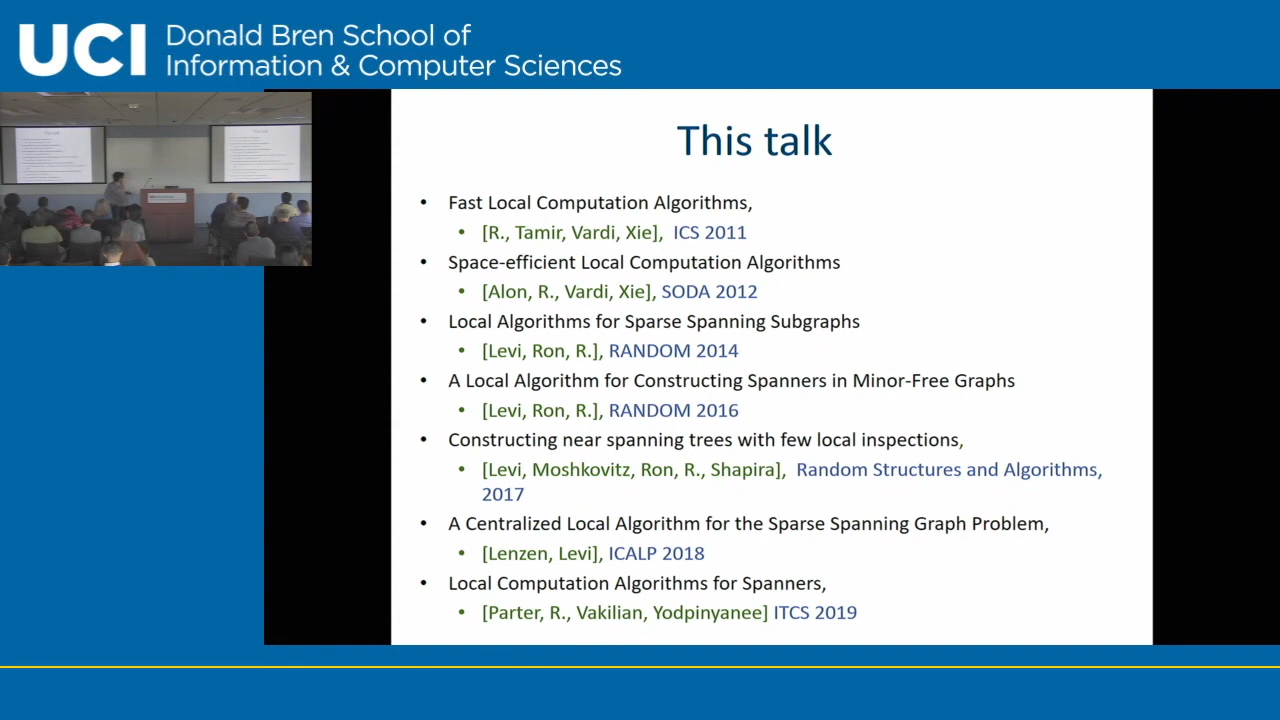 UCI Donald Bren School of
Information & Computer Sciences
This talk
• Fast Local Computation Algorithms,
• [R., Tamir, Vardi, Xie], ICS 2011
• Space-efficient Local Computation Algorithms
• [Alon, R., Vardi, Xie], SODA 2012
• Local Algorithms for Sparse Spanning Subgraphs
• [Levi, Ron, R.], RANDOM 2014
• A Local Algorithm for Constructing Spanners in Minor-Free Graphs
• [Levi, Ron, R.], RANDOM 2016
• Constructing near spanning trees with few local inspections,
• [Levi, Moshkovitz, Ron, R., Shapira], Random Structures and Algorithms,
2017
• A Centralized Local Algorithm for the Sparse Spanning Graph Problem,
• [Lenzen, Levi], ICALP 2018
• Local Computation Algorithms for Spanners,
• [Parter, R., Vakilian, Yodpinyanee] ITCS 2019